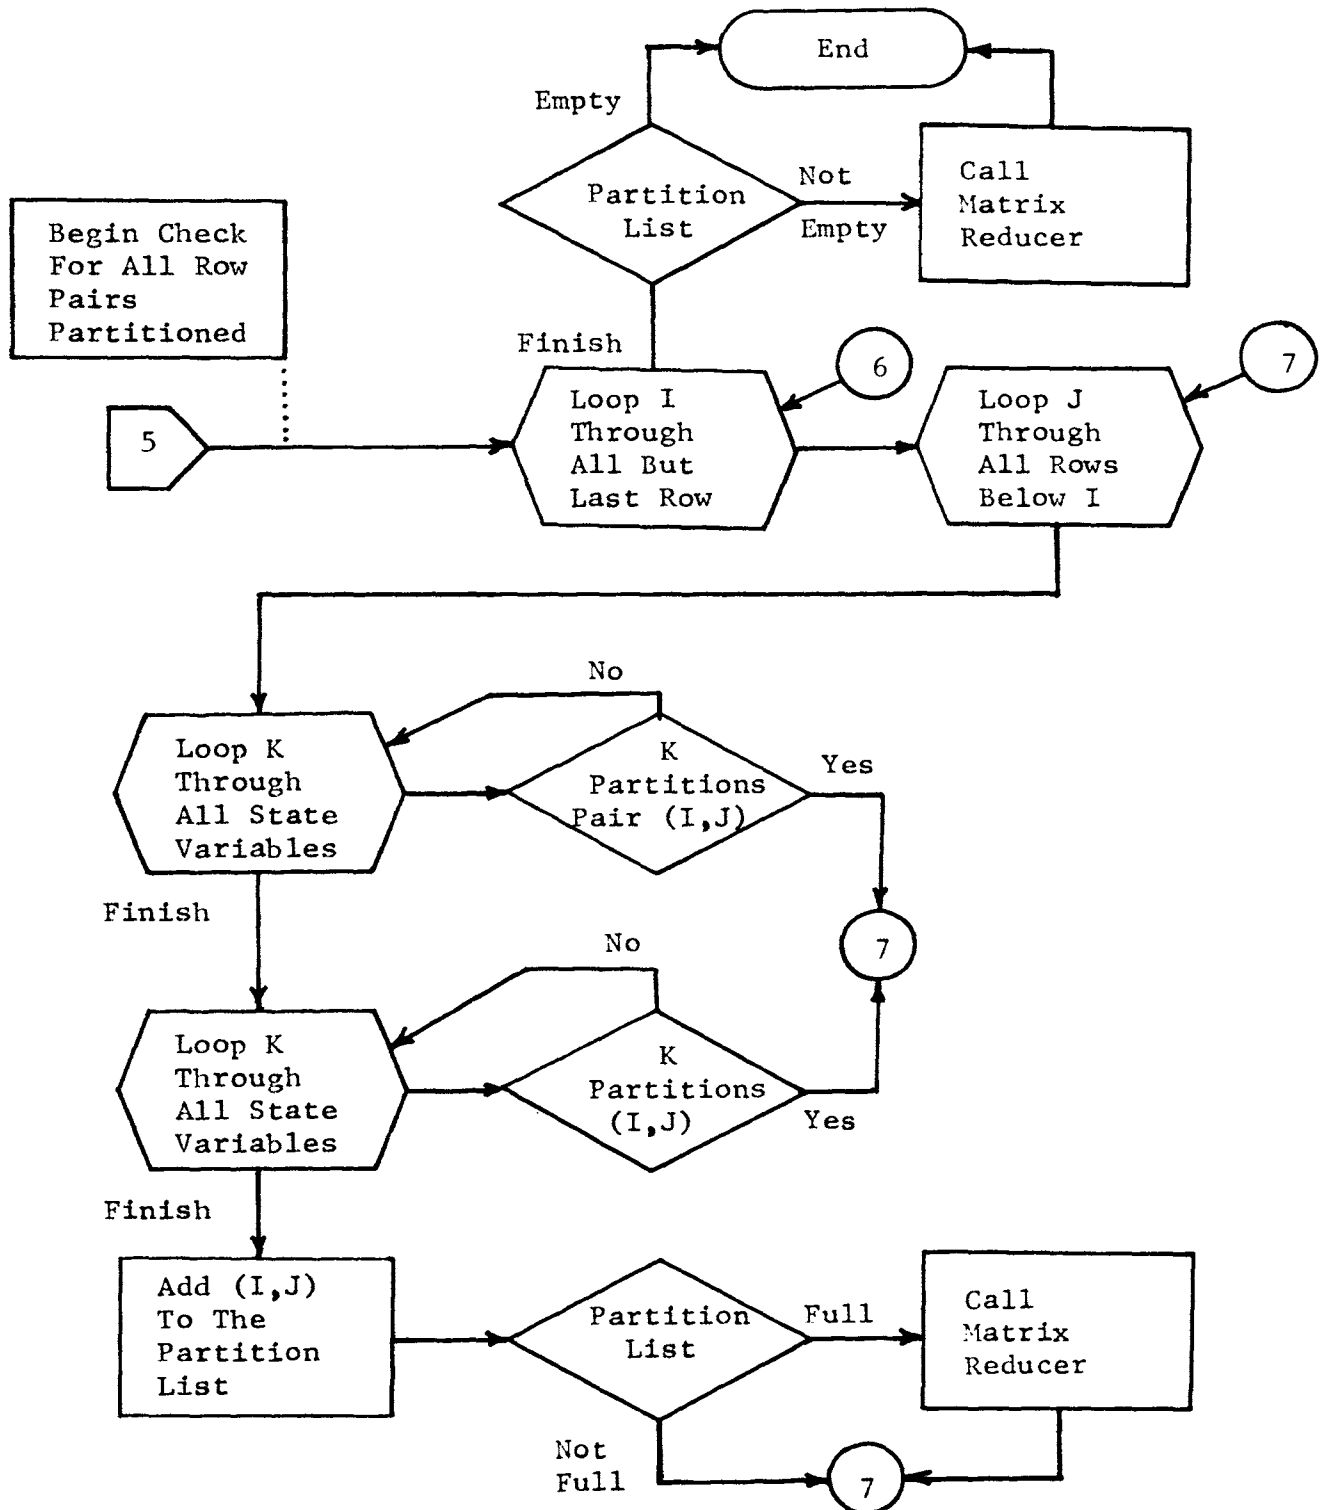 End
Empty
Partition
List
Not
Empty
Call
Matrix
Reducer
Begin Check
For All Row
Pairs
Partitioned
5
Finish
Loop I
Through
All But
Last Row
6
Loop J
Through
All Rows
Below I
7
No
Loop K
Through
All State
Variables
K
Partitions
Pair (I,J)
Yes
Finish
7
No
Loop K
Through
All State
Variables
K
Partitions
(I,J)
Yes
Finish
Add (I,J)
To The
Partition
List
Partition
List
Full
Call
Matrix
Reducer
Not
Full
7